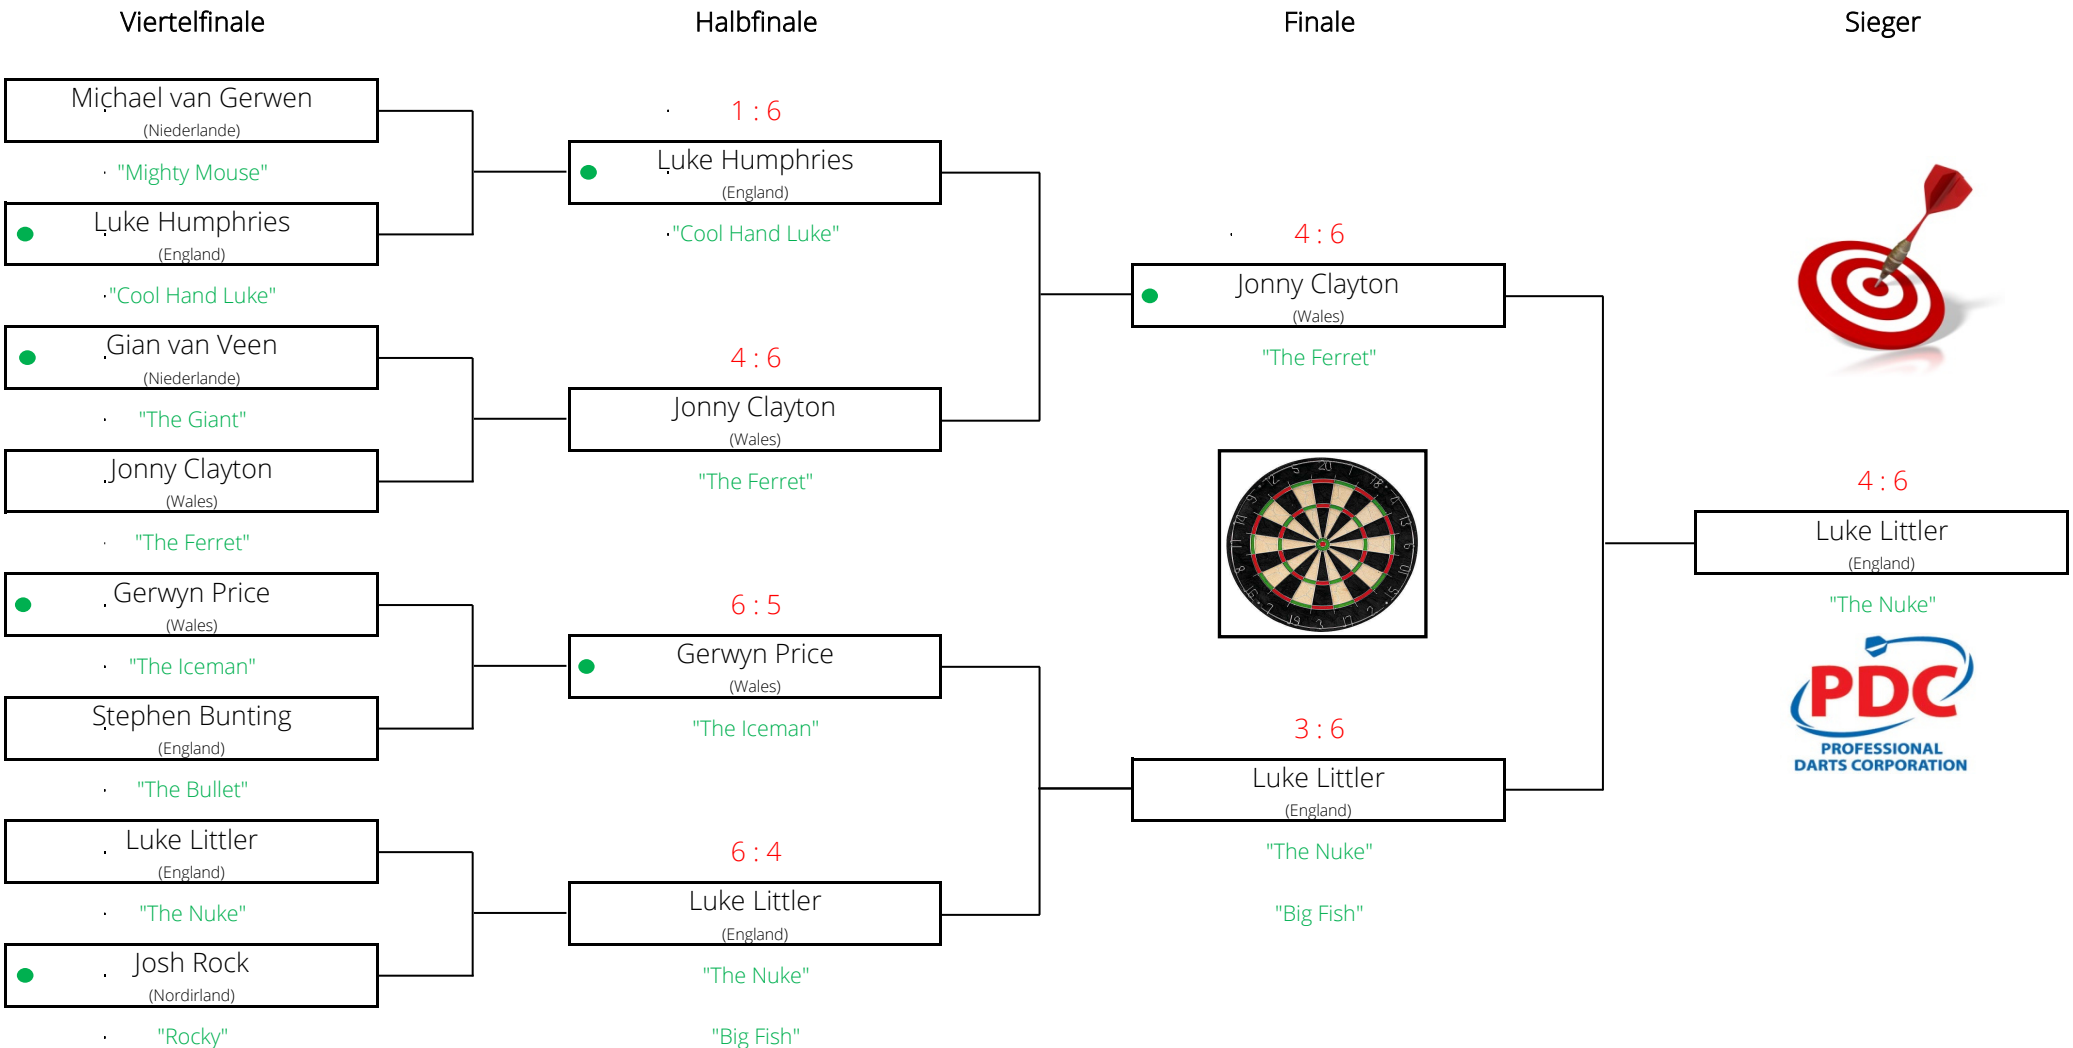 Viertelfinale
Halbfinale
Finale
Sieger
Michael van Gerwen
(Niederlande)
"Mighty Mouse"
Luke Humphries
(England)
"Cool Hand Luke"
Gian van Veen
(Niederlande)
"The Giant"
Jonny Clayton
(Wales)
"The Ferret"
Gerwyn Price
(Wales)
"The Iceman"
Stephen Bunting
(England)
"The Bullet"
Luke Littler
(England)
"The Nuke"
Josh Rock
(Nordirland)
"Rocky"
1 : 6
Luke Humphries
(England)
"Cool Hand Luke"
4 : 6
Jonny Clayton
(Wales)
"The Ferret"
6 : 5
Gerwyn Price
(Wales)
"The Iceman"
6 : 4
Luke Littler
(England)
"The Nuke"
"Big Fish"
4 : 6
Jonny Clayton
(Wales)
"The Ferret"
3 : 6
Luke Littler
(England)
"The Nuke"
"Big Fish"
4 : 6
Luke Littler
(England)
"The Nuke"
PDC
PROFESSIONAL
DARTS CORPORATION